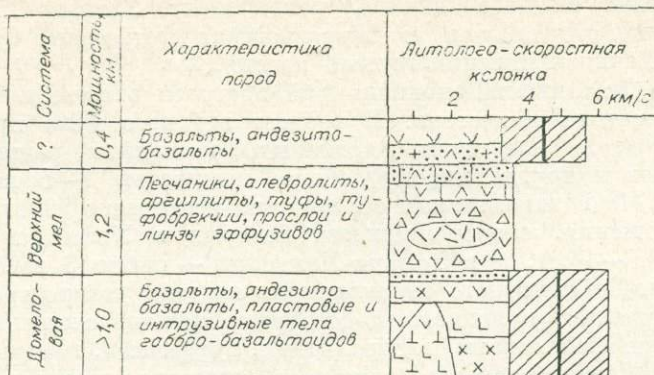 Система
Мощность,
км
Характеристика
пород
Литолого-скоростная
кслонка
2 4 6 км/с
?
0,4
Базальты, андезито-
базальты
Верхний
мел
1,2
Песчаники, алевролиты,
аргиллиты, туфы, ту-
фобрекчии, прослои и
линзы эффузивов
Домело-
вая
>1,0
Базальты, андезито-
базальты, пластовые и
интрузивные тела
габбро-базальтоидов